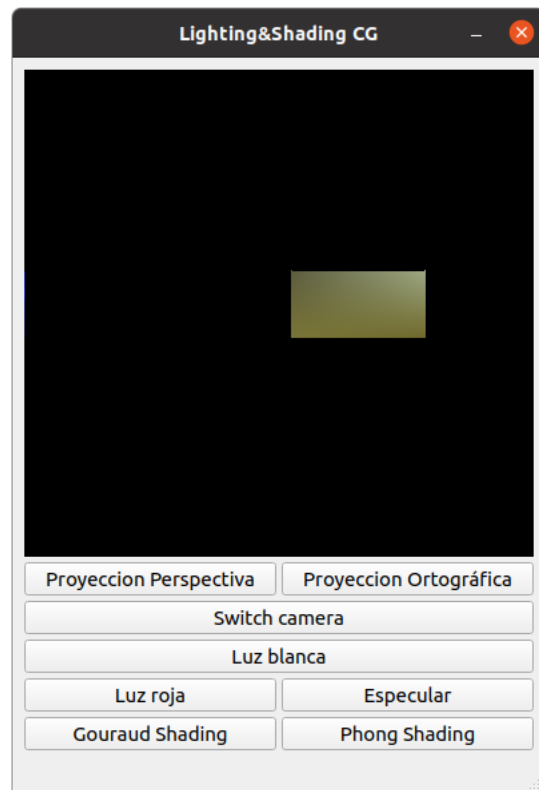 Lighting&Shading CG
Proyeccion Perspectiva
Proyeccion Ortográfica
Switch camera
Luz blanca
Luz roja
Especular
Gouraud Shading
Phong Shading